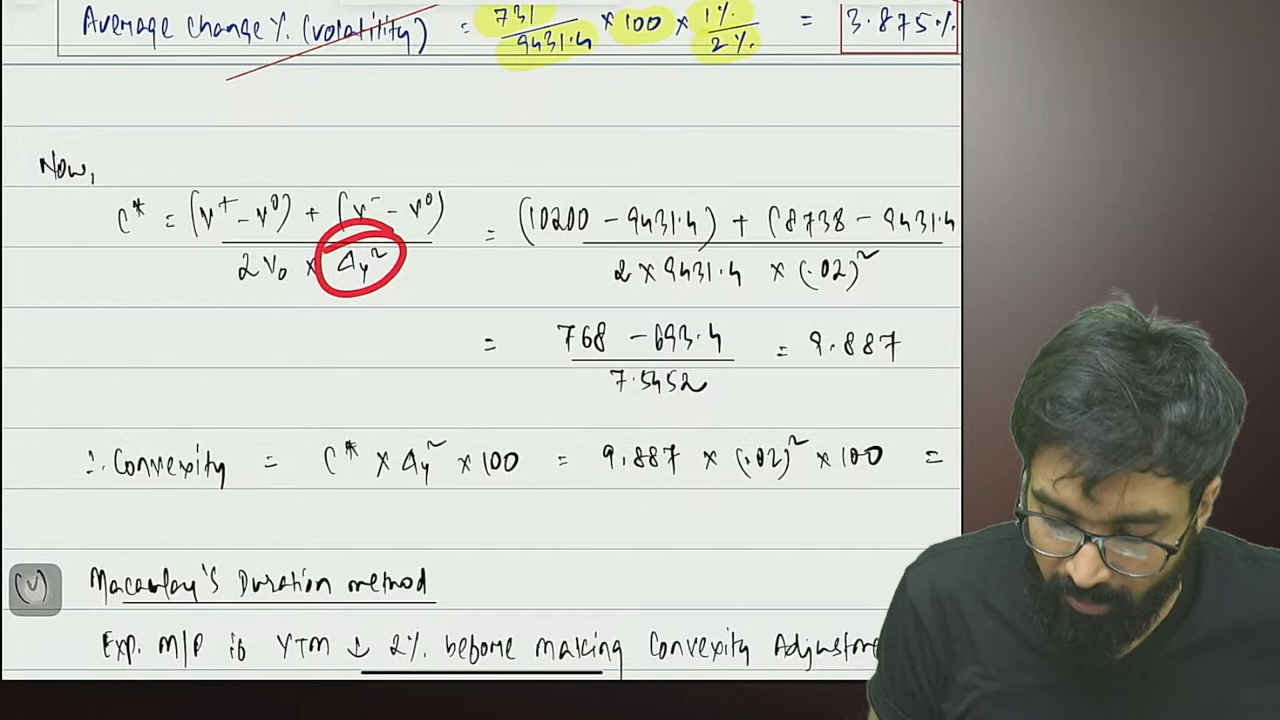 Average change %. (volatility) = 731 / 9431.4 × 100 × 1% / 2% = 3.875%
Now,
C* = (V⁺ - V⁰) + (V⁻ - V⁰) / 2V₀ × Δy² = (10200 - 9431.4) + (8738 - 9431.4 / 2 × 9431.4 × (.02)²
= 768 - 693.4 / 7.5452 = 9.887
∴ Convexity = C* × Δy² × 100 = 9.887 × (.02)² × 100 =
(V) Macaulay's Duration method
Exp. M/P if YTM ↓ 2%. before making Convexity